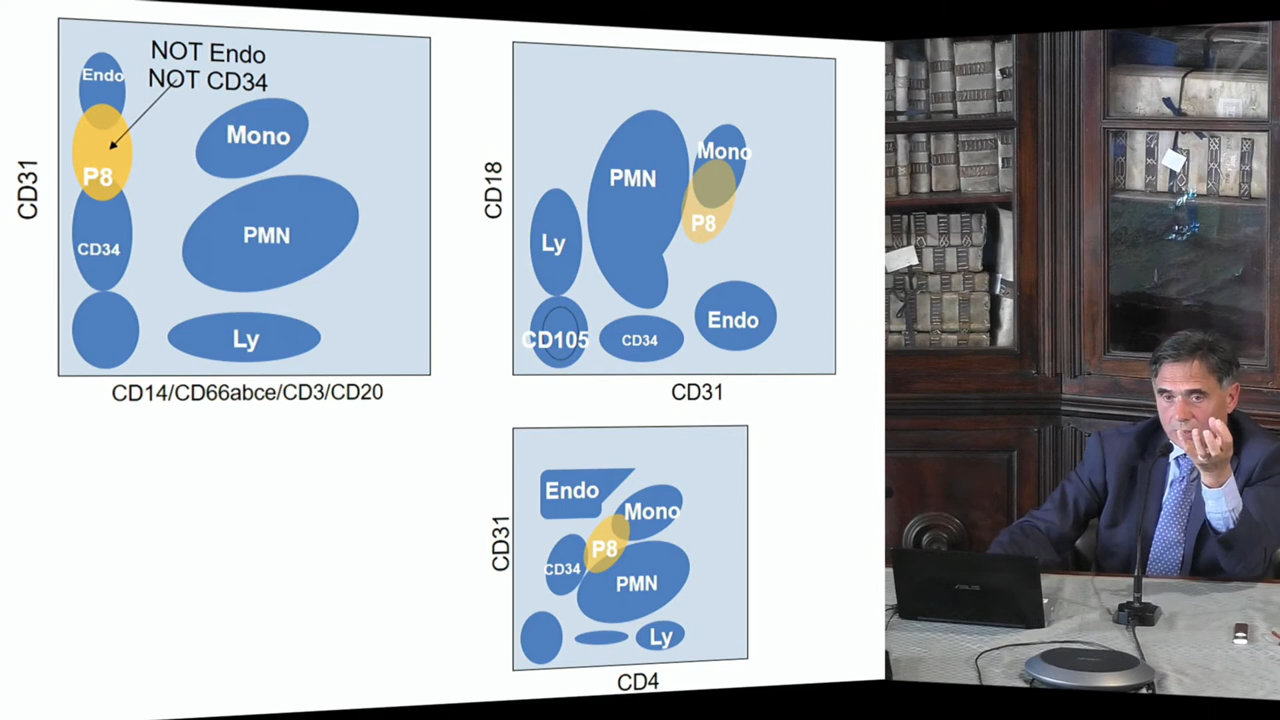 NOT Endo
NOT CD34
Endo
P8
CD34
Mono
PMN
Ly
CD31
CD14/CD66abce/CD3/CD20
PMN
Mono
P8
Ly
CD105
CD34
Endo
CD18
CD31
Endo
Mono
P8
CD34
PMN
Ly
CD31
CD4
ASUS